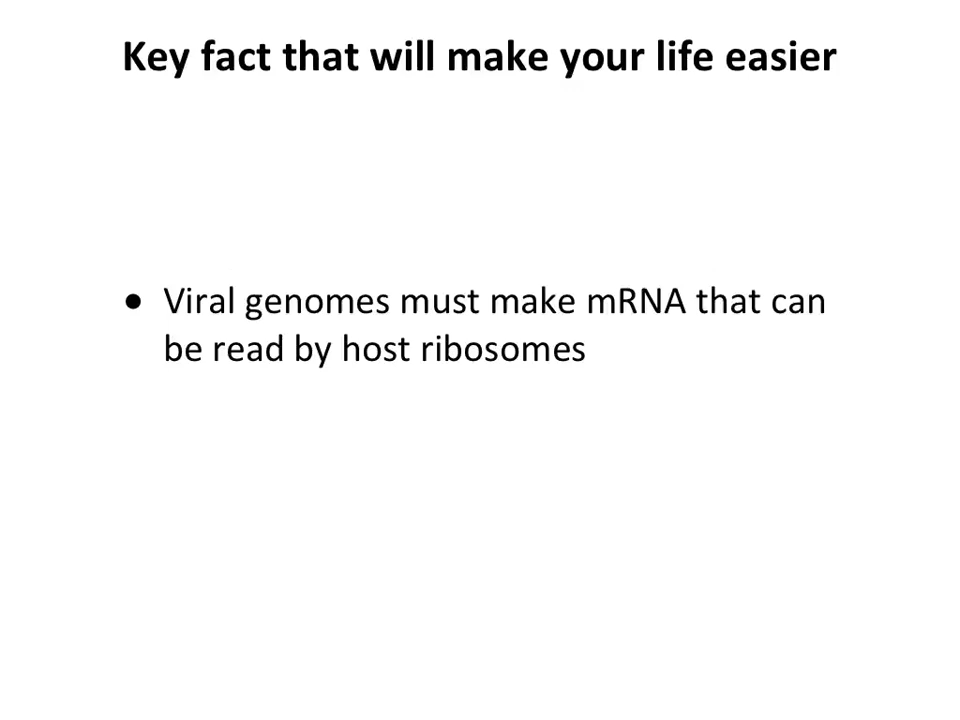 Key fact that will make your life easier
● Viral genomes must make mRNA that can
be read by host ribosomes